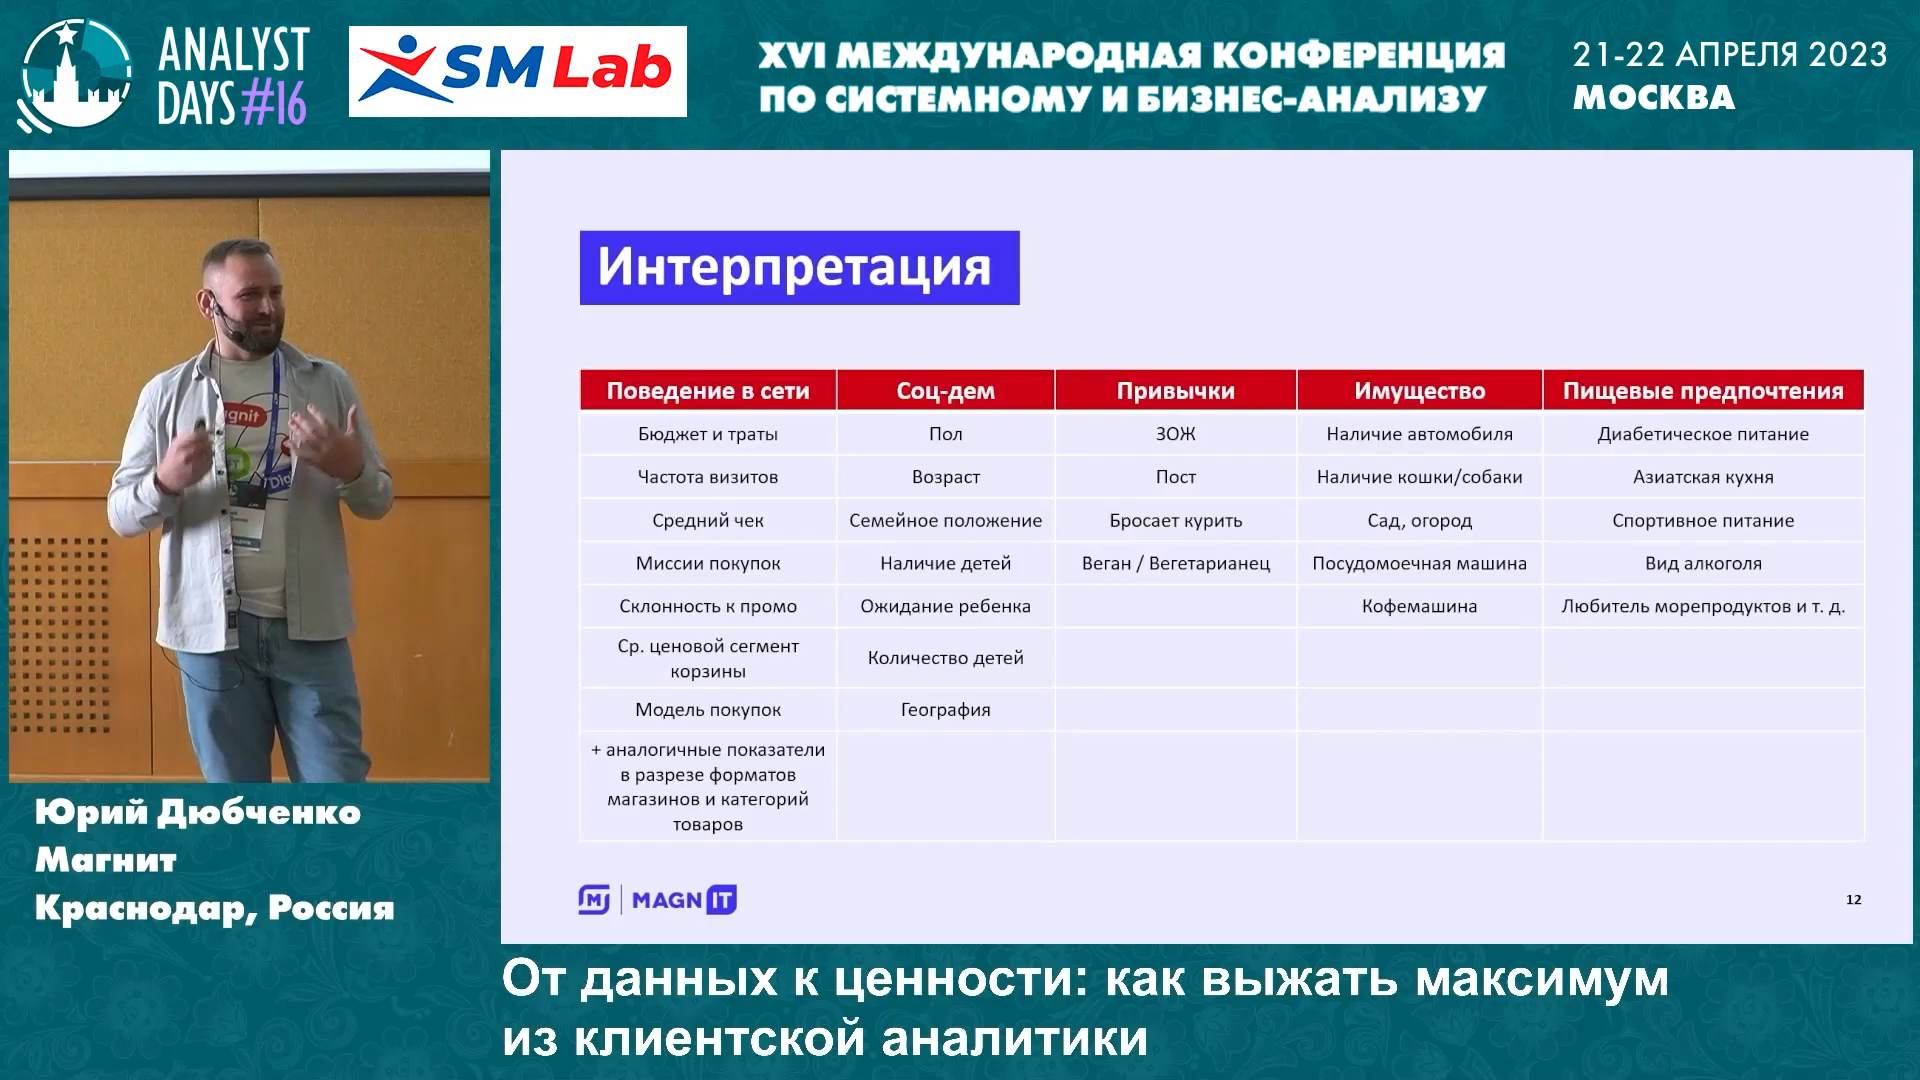 ANALYST
DAYS #16
SM Lab
XVI МЕЖДУНАРОДНАЯ КОНФЕРЕНЦИЯ
ПО СИСТЕМНОМУ И БИЗНЕС-АНАЛИЗУ
21-22 АПРЕЛЯ 2023
МОСКВА
Интерпретация
Поведение в сети Соц-дем Привычки Имущество Пищевые предпочтения
Бюджет и траты Пол ЗОЖ Наличие автомобиля Диабетическое питание
Частота визитов Возраст Пост Наличие кошки/собаки Азиатская кухня
Средний чек Семейное положение Бросает курить Сад, огород Спортивное питание
Миссии покупок Наличие детей Веган / Вегетарианец Посудомоечная машина Вид алкоголя
Склонность к промо Ожидание ребенка Кофемашина Любитель морепродуктов и т. д.
Ср. ценовой сегмент
корзины Количество детей
Модель покупок География
+ аналогичные показатели
в разрезе форматов
магазинов и категорий
товаров
M MAGNIT
12
Юрий Дюбченко
Магнит
Краснодар, Россия
От данных к ценности: как выжать максимум
из клиентской аналитики